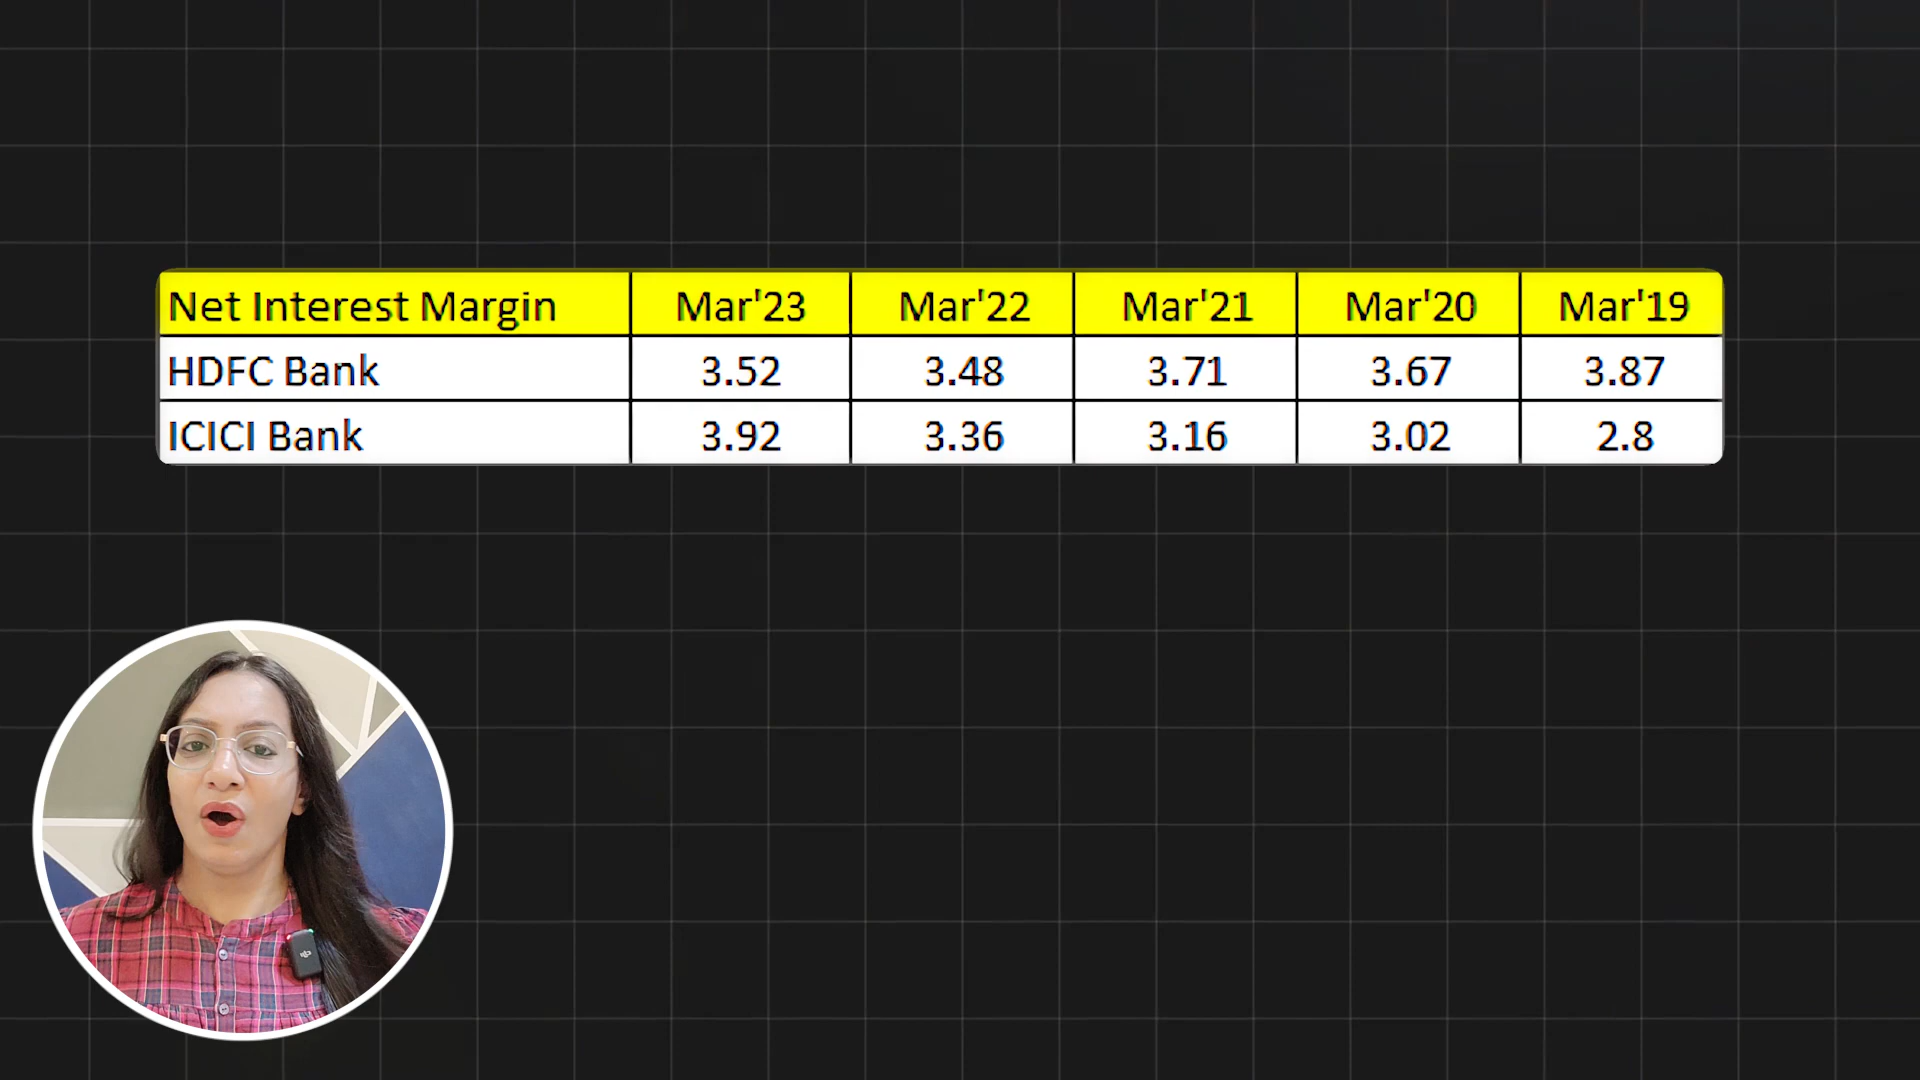 Net Interest Margin Mar'23 Mar'22 Mar'21 Mar'20 Mar'19
HDFC Bank 3.52 3.48 3.71 3.67 3.87
ICICI Bank 3.92 3.36 3.16 3.02 2.8